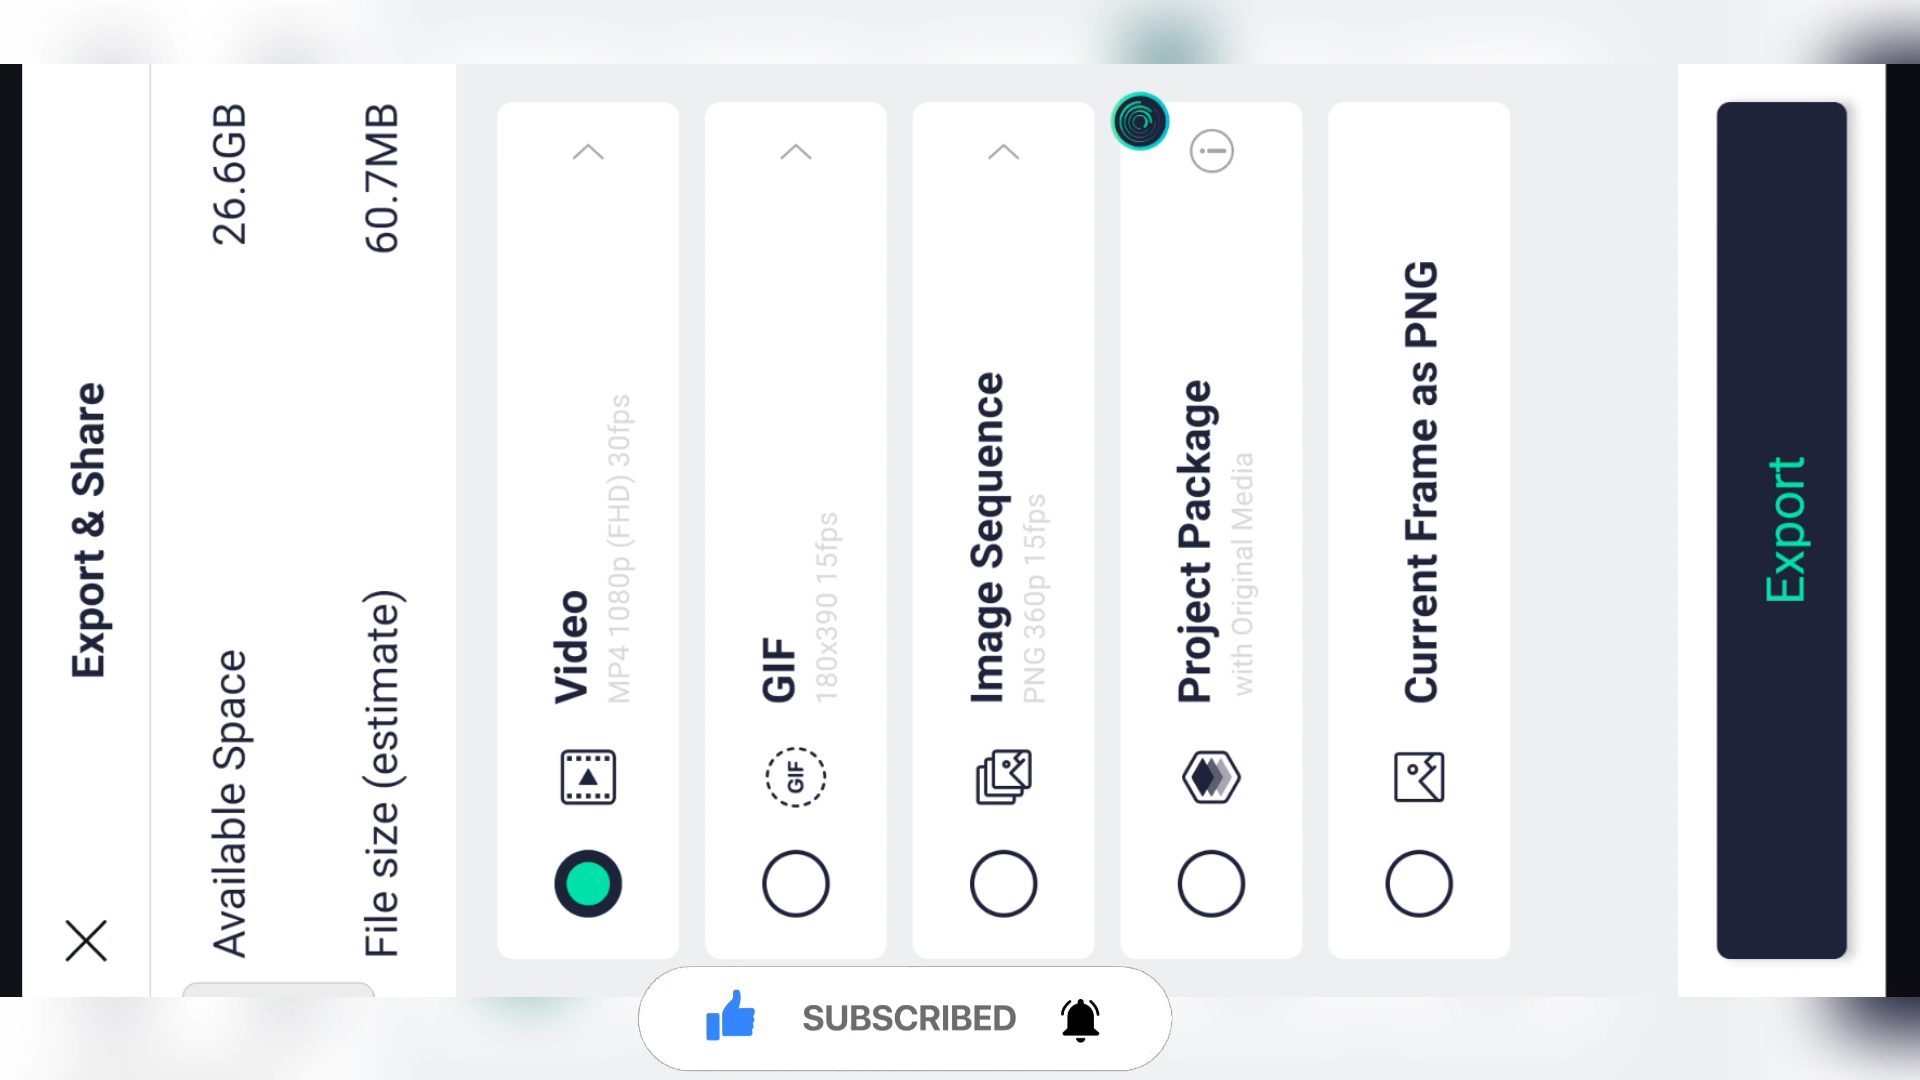 Export & Share
Available Space 26.6GB
File size (estimate) 60.7MB
Video
MP4 1080p (FHD) 30fps
GIF
GIF
180x390 15fps
Image Sequence
PNG 360p 15fps
Project Package
with Original Media
Current Frame as PNG
Export
SUBSCRIBED